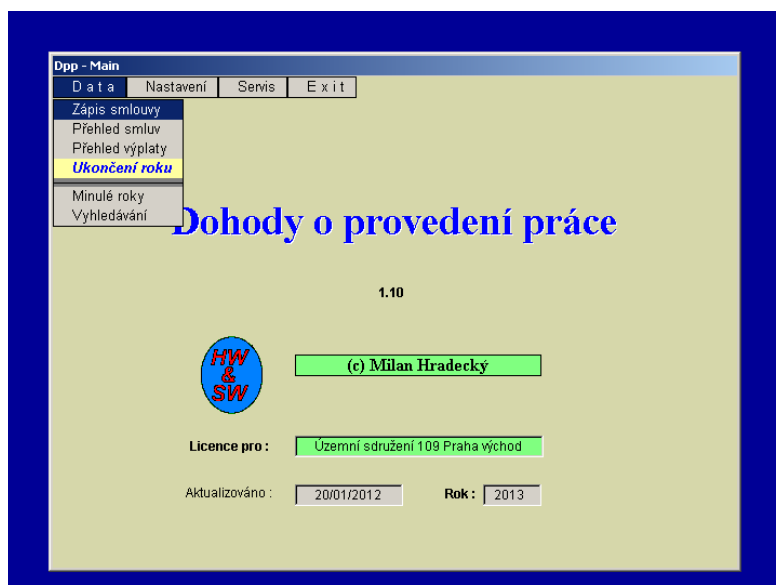 Dpp - Main
D a t a Nastavení Servis E x i t
Zápis smlouvy
Přehled smluv
Přehled výplaty
Ukončení roku
Minulé roky
Vyhledávání
Dohody o provedení práce
1.10
HW
&
SW
(c) Milan Hradecký
Licence pro : Územní sdružení 109 Praha východ
Aktualizováno : 20/01/2012 Rok : 2013